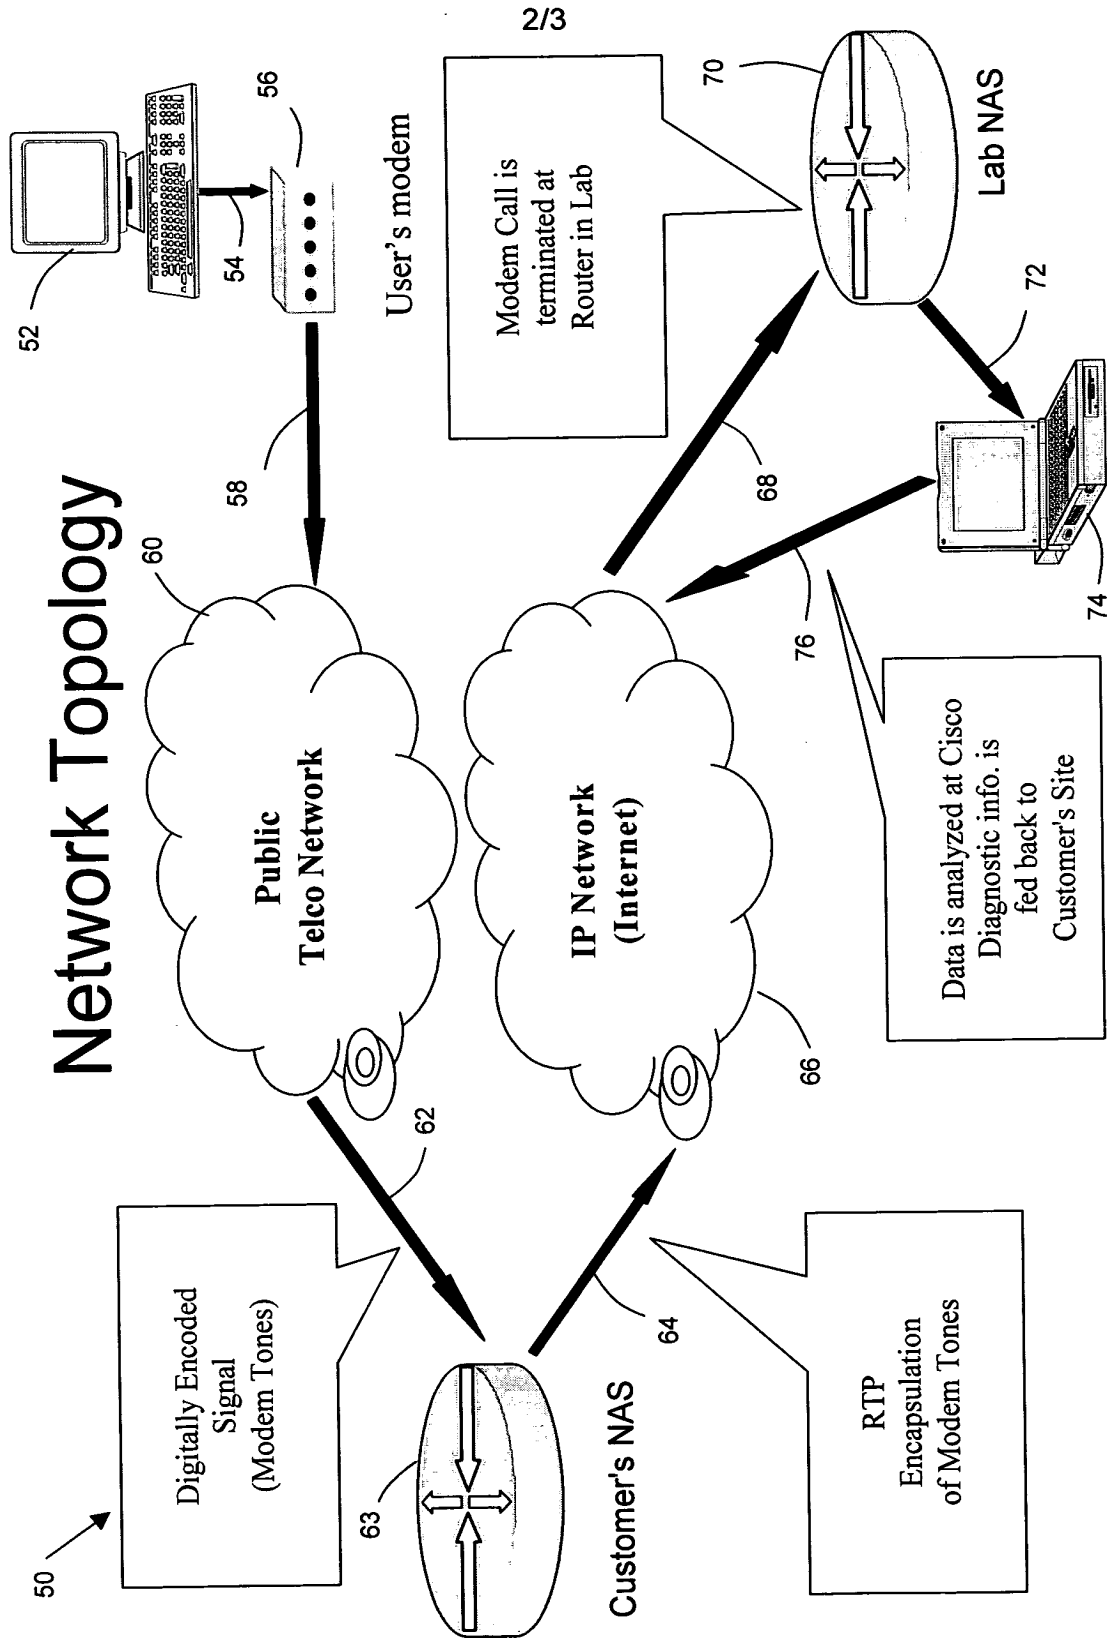 2/3
Network Topology
50
Digitally Encoded
Signal
(Modem Tones)
62
63
Customer's NAS
64
RTP
Encapsulation
of Modem Tones
60
Public
Telco Network
58
52
54
56
User's modem
IP Network
(Internet)
66
68
Modem Call is
terminated at
Router in Lab
70
Lab NAS
72
74
76
Data is analyzed at Cisco
Diagnostic info. is
fed back to
Customer's Site